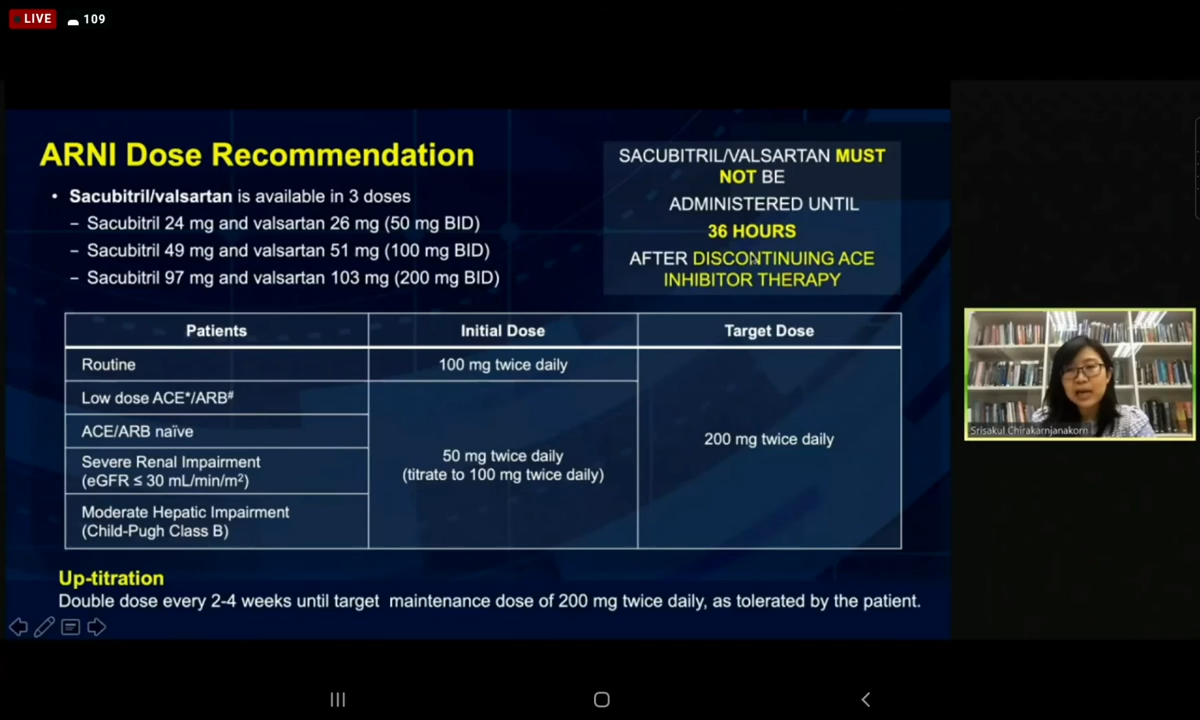 LIVE 109
ARNI Dose Recommendation
• Sacubitril/valsartan is available in 3 doses
– Sacubitril 24 mg and valsartan 26 mg (50 mg BID)
– Sacubitril 49 mg and valsartan 51 mg (100 mg BID)
– Sacubitril 97 mg and valsartan 103 mg (200 mg BID)
SACUBITRIL/VALSARTAN MUST
NOT BE
ADMINISTERED UNTIL
36 HOURS
AFTER DISCONTINUING ACE
INHIBITOR THERAPY
Patients Initial Dose Target Dose
Routine 100 mg twice daily
Low dose ACE*/ARB#
ACE/ARB naïve
Severe Renal Impairment
(eGFR ≤ 30 mL/min/m²)
Moderate Hepatic Impairment
(Child-Pugh Class B)
50 mg twice daily
(titrate to 100 mg twice daily)
200 mg twice daily
Up-titration
Double dose every 2-4 weeks until target maintenance dose of 200 mg twice daily, as tolerated by the patient.
Srisakul Chirakarnjanakorn